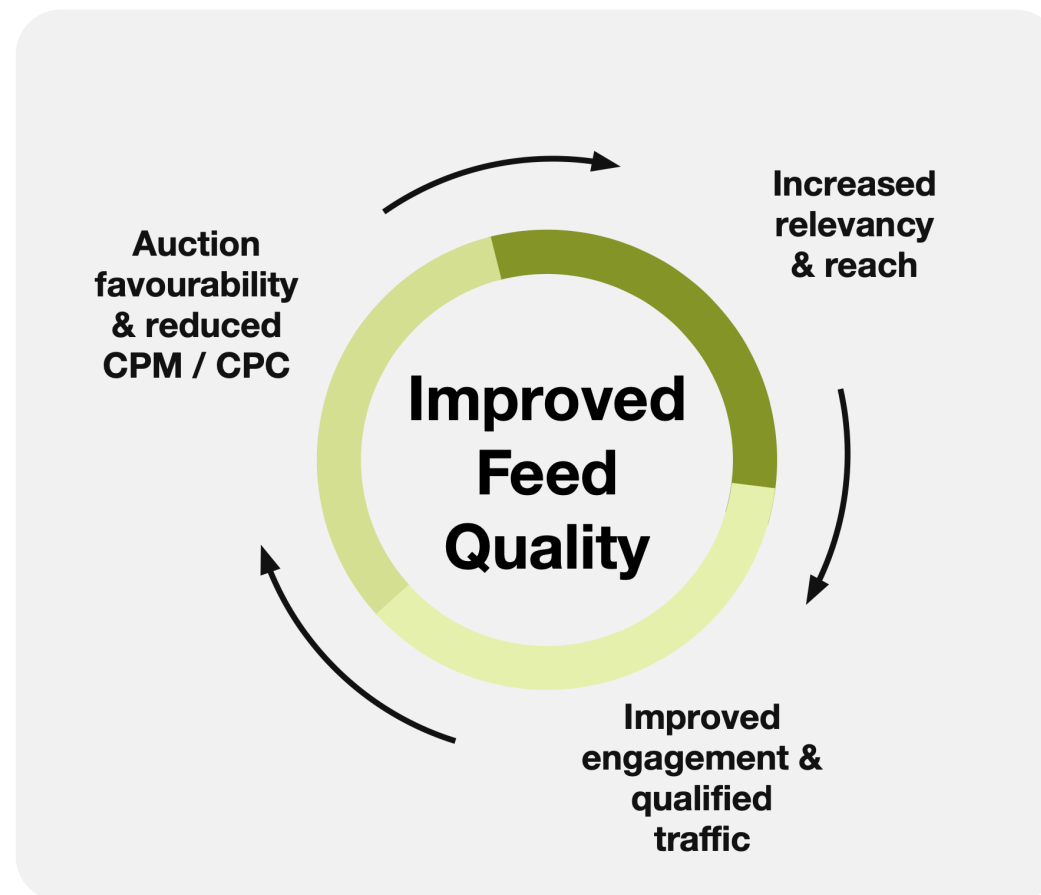 Increased
relevancy
& reach
Auction
favourability
& reduced
CPM / CPC
Improved
Feed
Quality
Improved
engagement &
qualified
traffic